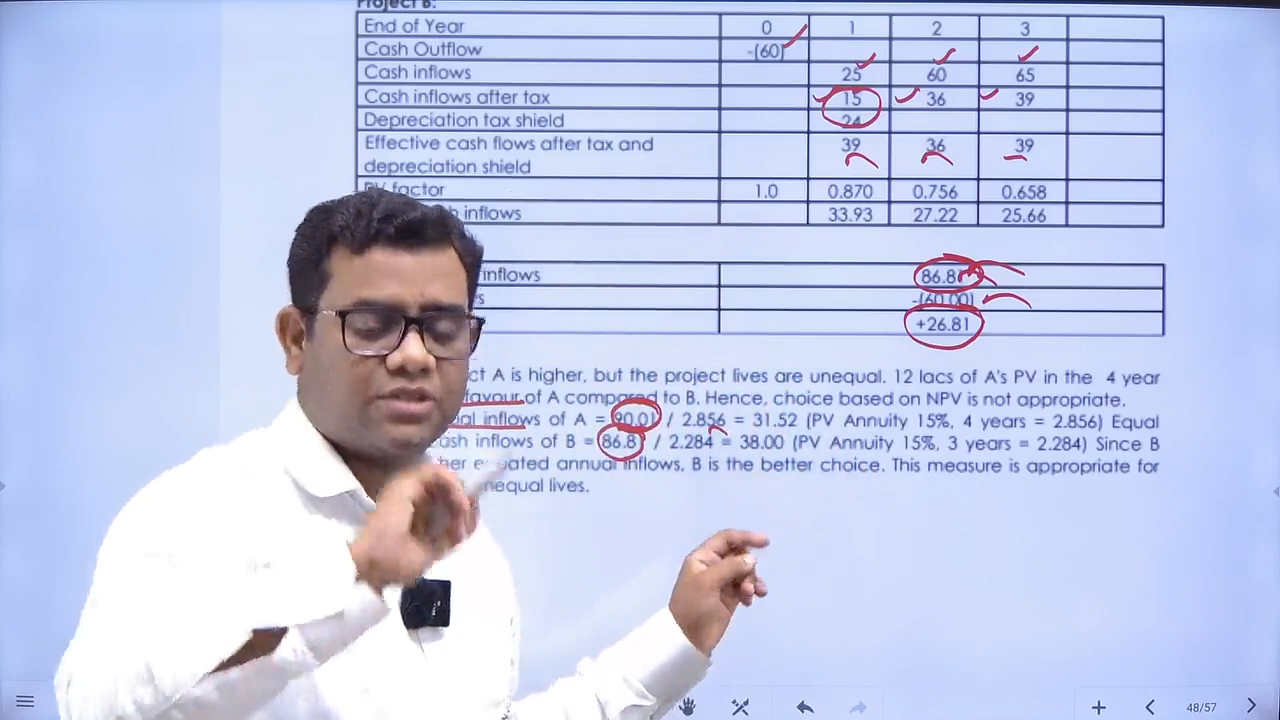 Project B:
End of Year 0 1 2 3
Cash Outflow -(60)
Cash inflows 25 60 65
Cash inflows after tax 15 36 39
Depreciation tax shield 24
Effective cash flows after tax and 39 36 39
depreciation shield
factor 1.0 0.870 0.756 0.658
inflows 33.93 27.22 25.66
inflows 86.81
-(60.00)
+26.81
A is higher, but the project lives are unequal. 12 lacs of A's PV in the 4 year
favour of A compared to B. Hence, choice based on NPV is not appropriate.
inflows of A = 90.01 / 2.856 = 31.52 (PV Annuity 15%, 4 years = 2.856) Equal
inflows of B = 86.81 / 2.284 = 38.00 (PV Annuity 15%, 3 years = 2.284) Since B
annual inflows, B is the better choice. This measure is appropriate for
unequal lives.
48/57